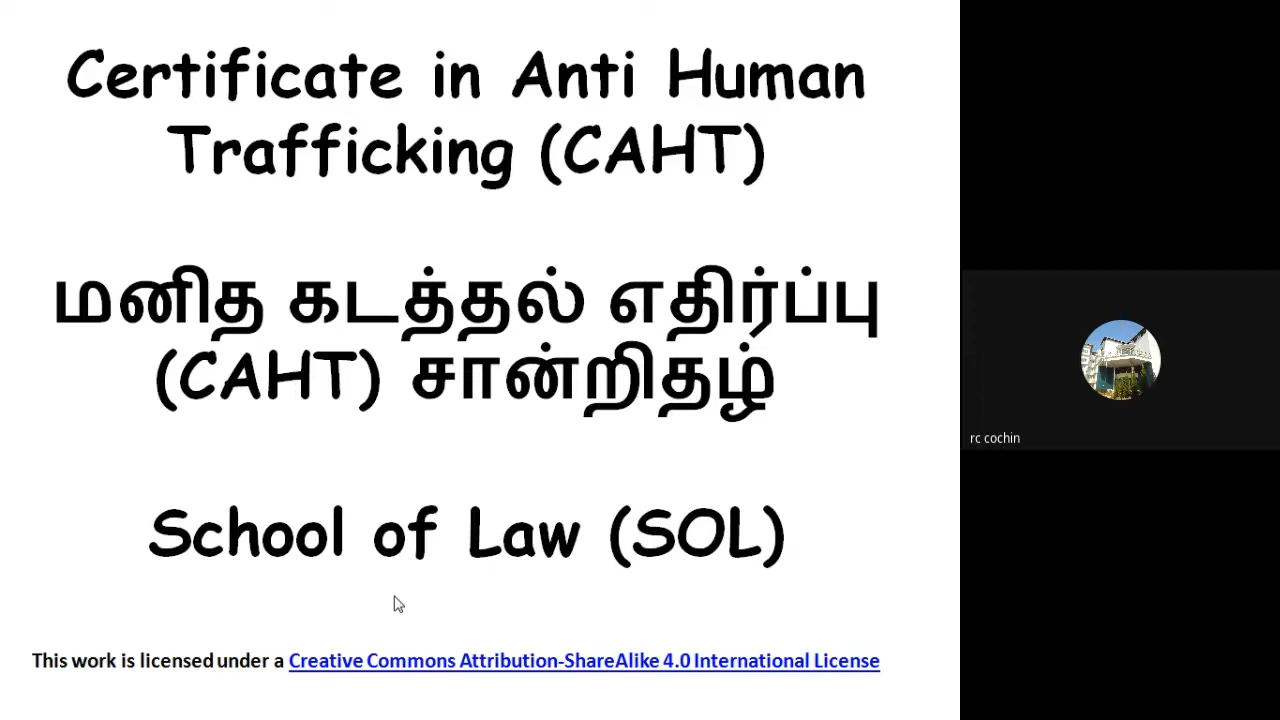 Certificate in Anti Human
Trafficking (CAHT)
மனித கடத்தல் எதிர்ப்பு
(CAHT) சான்றிதழ்
School of Law (SOL)
This work is licensed under a Creative Commons Attribution-ShareAlike 4.0 International License
rc cochin